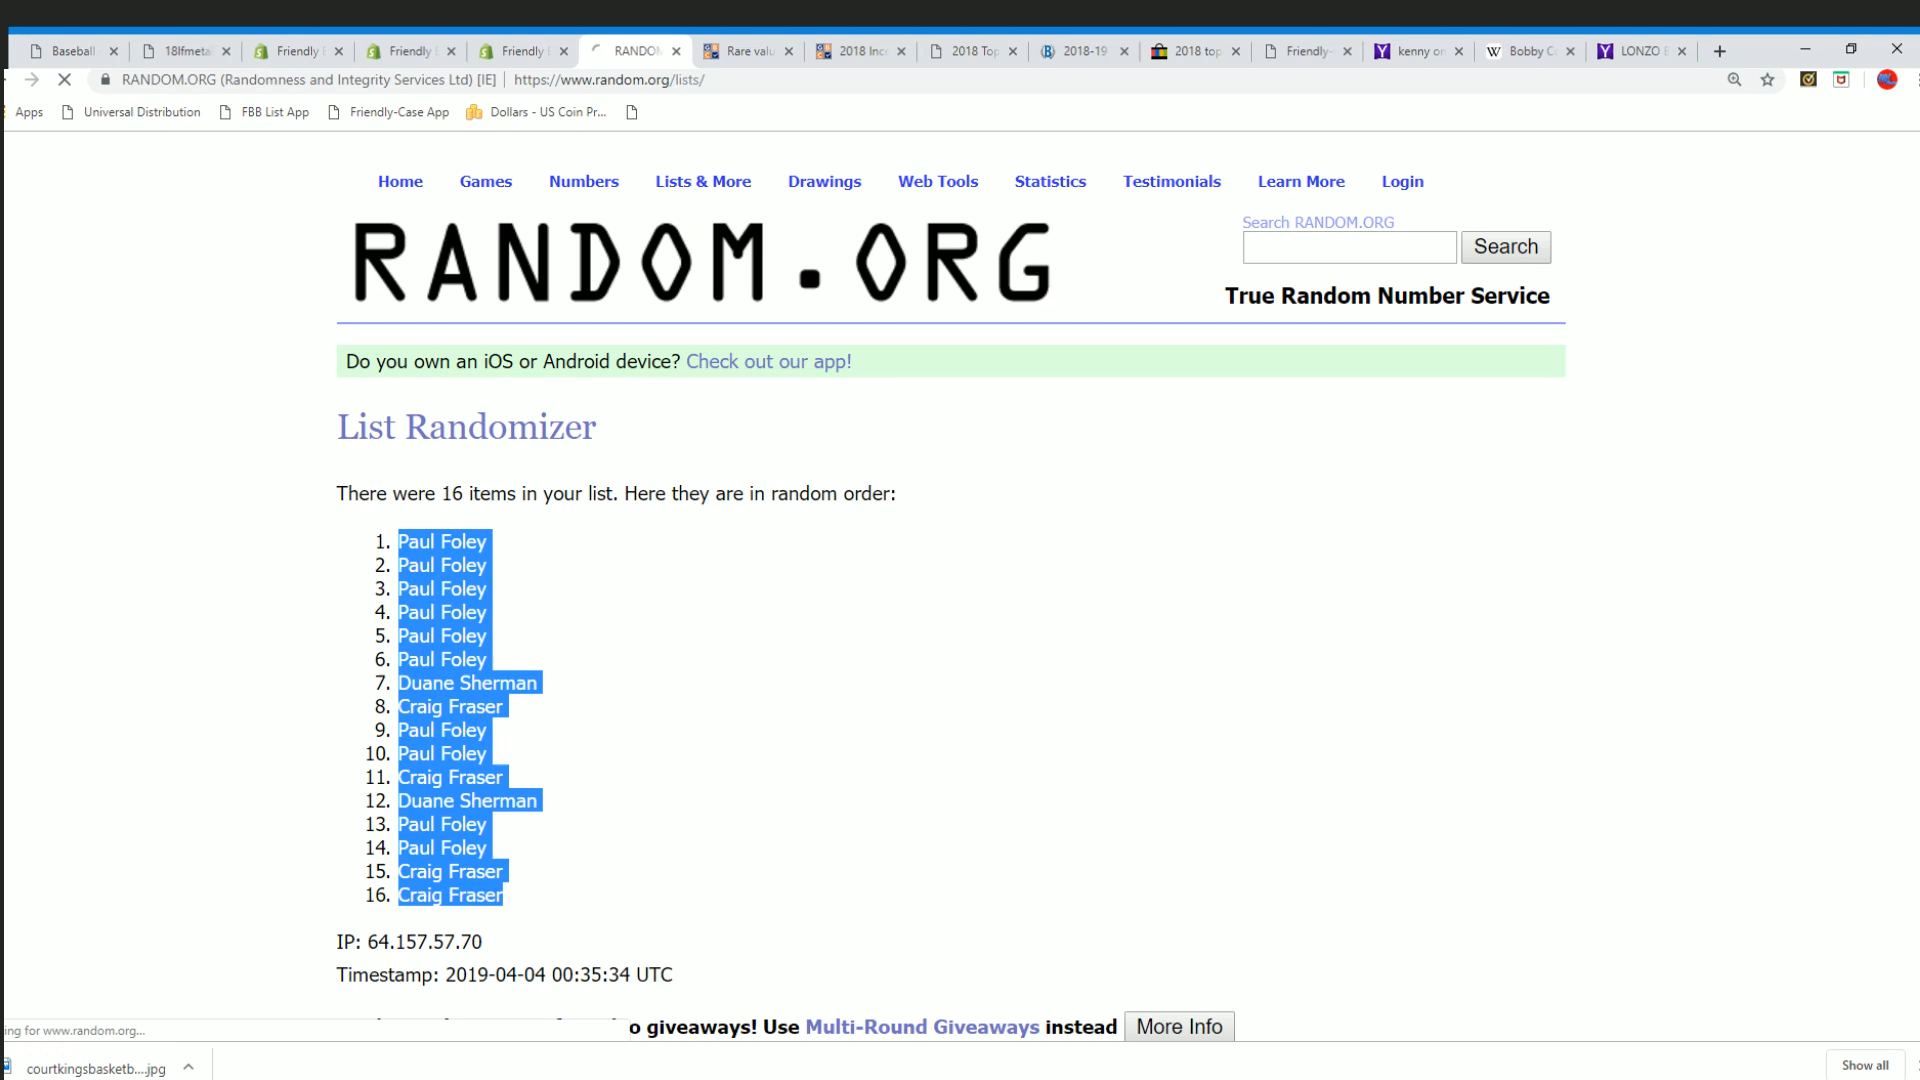 Baseball
18lfmeta
Friendly
Friendly
Friendly
RANDOM
Rare valu
2018 Inc
2018 Top
2018-19
2018 top
Friendly-
kenny on
Bobby C
LONZO
RANDOM.ORG (Randomness and Integrity Services Ltd) [IE] https://www.random.org/lists/
Apps Universal Distribution FBB List App Friendly-Case App Dollars - US Coin Pr...
Home Games Numbers Lists & More Drawings Web Tools Statistics Testimonials Learn More Login
RANDOM.ORG
Search RANDOM.ORG
Search
True Random Number Service
Do you own an iOS or Android device? Check out our app!
List Randomizer
There were 16 items in your list. Here they are in random order:
1. Paul Foley
2. Paul Foley
3. Paul Foley
4. Paul Foley
5. Paul Foley
6. Paul Foley
7. Duane Sherman
8. Craig Fraser
9. Paul Foley
10. Paul Foley
11. Craig Fraser
12. Duane Sherman
13. Paul Foley
14. Paul Foley
15. Craig Fraser
16. Craig Fraser
IP: 64.157.57.70
Timestamp: 2019-04-04 00:35:34 UTC
o giveaways! Use Multi-Round Giveaways instead More Info
ing for www.random.org...
courtkingsbasketb....jpg
Show all